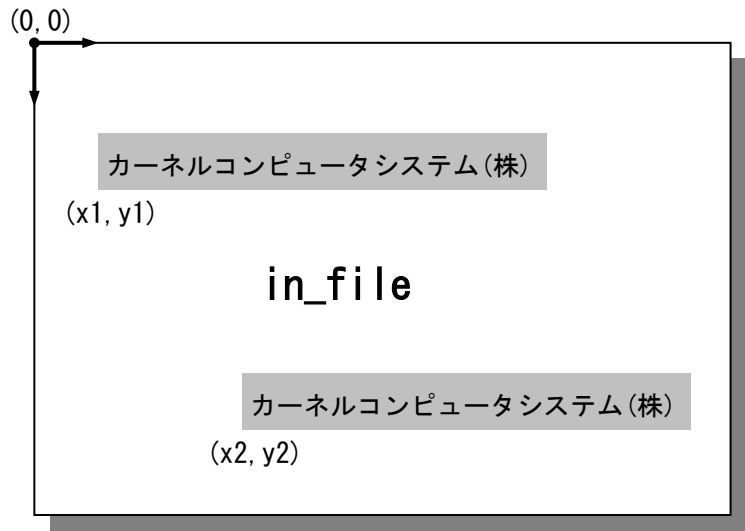 (0,0)
カーネルコンピュータシステム(株)
(x1,y1)
in_file
カーネルコンピュータシステム(株)
(x2,y2)